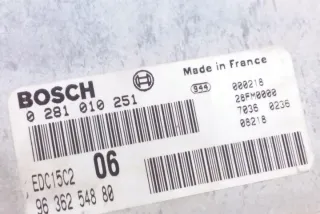 BOSCH
0 281 010 251
Made in France
S44
000218
28FM0000
7036 0236
08218
EDC15C2 06
96 362 548 80